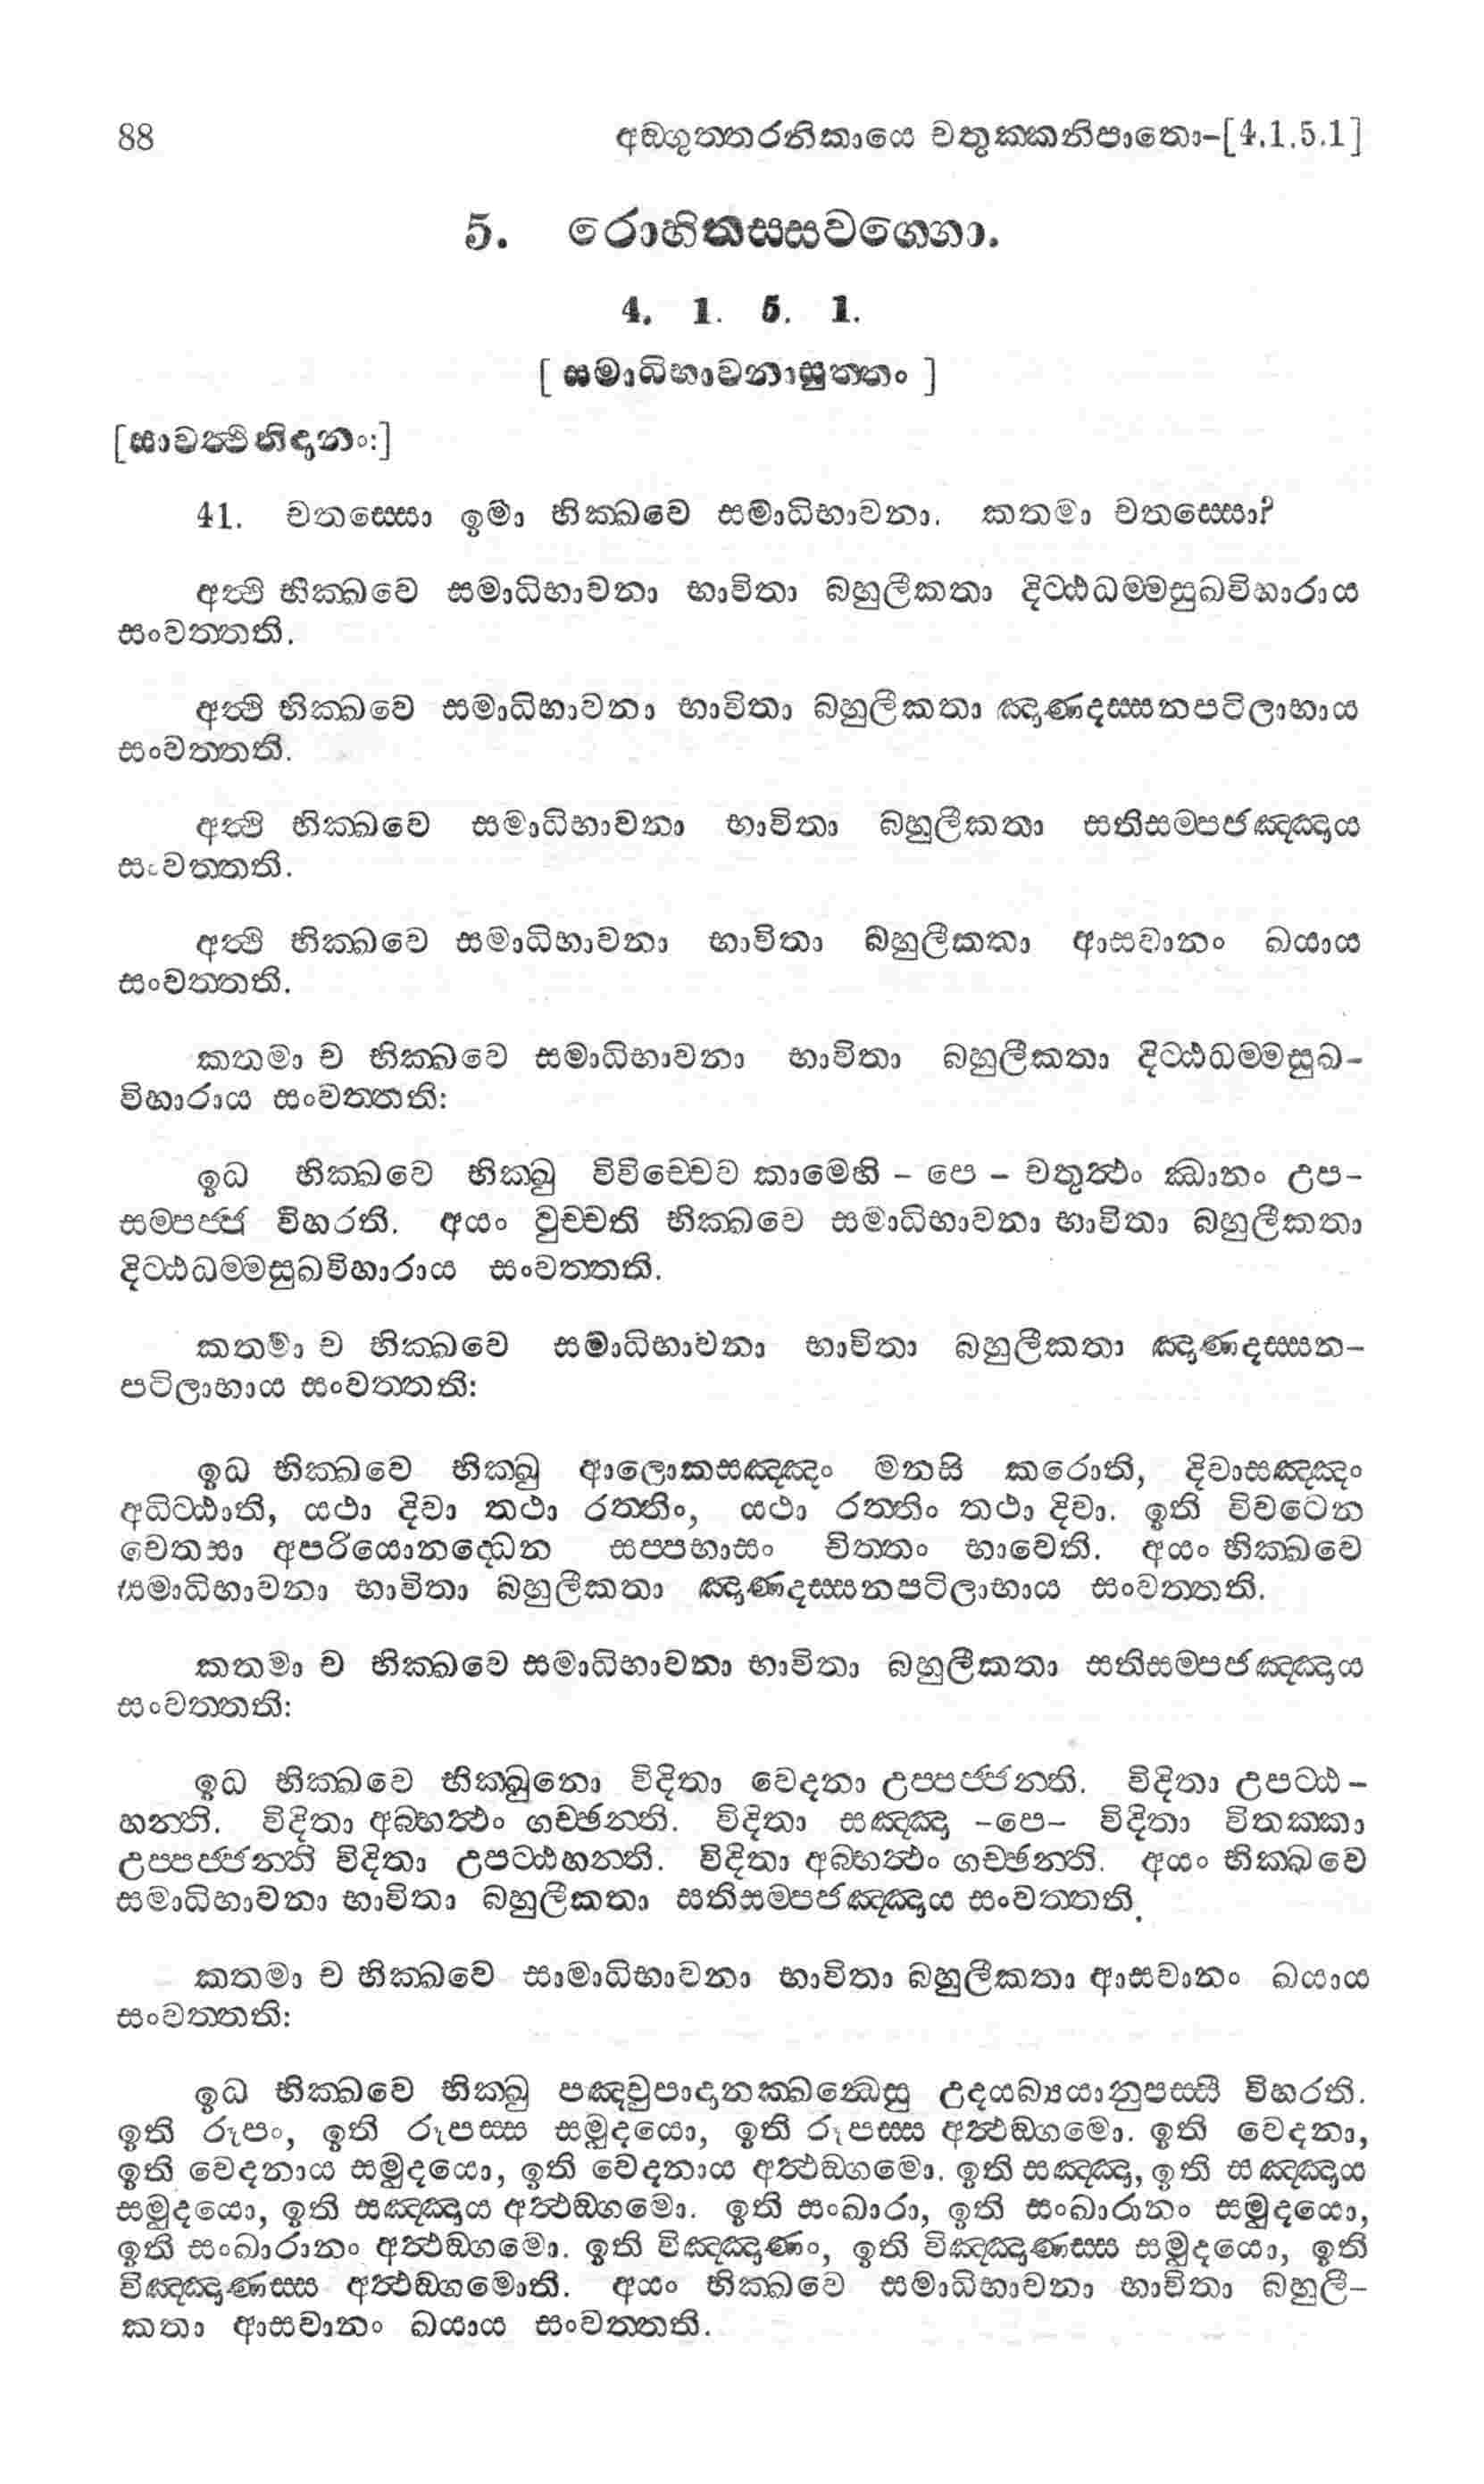 88 අඞ්ගුත්තරනිකායෙ චතුක්කනිපාතො-[4.1.5.1]
5. රොහිතස්සවග්ගො.
4. 1. 5. 1.
[ සමාධිභාවනාසුත්තං ]
[සාවත්ථිනිදානං:]
41. චතස්සො ඉමා භික්ඛවෙ සමාධිභාවනා. කතමා චතස්සො?
අත්ථි භික්ඛවෙ සමාධිභාවනා භාවිතා බහුලීකතා දිට්ඨධම්මසුඛවිහාරාය
සංවත්තති.
අත්ථි භික්ඛවෙ සමාධිභාවනා භාවිතා බහුලීකතා ඤාණදස්සනපටිලාභාය
සංවත්තති.
අත්ථි භික්ඛවෙ සමාධිභාවනා භාවිතා බහුලීකතා සතිසම්පජඤ්ඤාය
සංවත්තති.
අත්ථි භික්ඛවෙ සමාධිභාවනා භාවිතා බහුලීකතා ආසවානං ඛයාය
සංවත්තති.
කතමා ච භික්ඛවෙ සමාධිභාවනා භාවිතා බහුලීකතා දිට්ඨධම්මසුඛ-
විහාරාය සංවත්තති:
ඉධ භික්ඛවෙ භික්ඛු විවිච්චෙව කාමෙහි - පෙ - චතුත්ථං ඣානං උප-
සම්පජ්ජ විහරති. අයං වුච්චති භික්ඛවෙ සමාධිභාවනා භාවිතා බහුලීකතා
දිට්ඨධම්මසුඛවිහාරාය සංවත්තති.
කතමා ච භික්ඛවෙ සමාධිභාවනා භාවිතා බහුලීකතා ඤාණදස්සන-
පටිලාභාය සංවත්තති:
ඉධ භික්ඛවෙ භික්ඛු ආලොකසඤ්ඤං මනසි කරොති, දිවාසඤ්ඤං
අධිට්ඨාති, යථා දිවා තථා රත්තිං, යථා රත්තිං තථා දිවා. ඉති විවටෙන
චෙතසා අපරියොනද්ධෙන සප්පභාසං චිත්තං භාවෙති. අයං භික්ඛවෙ
සමාධිභාවනා භාවිතා බහුලීකතා ඤාණදස්සනපටිලාභාය සංවත්තති.
කතමා ච භික්ඛවෙ සමාධිභාවනා භාවිතා බහුලීකතා සතිසම්පජඤ්ඤාය
සංවත්තති:
ඉධ භික්ඛවෙ භික්ඛුනො විදිතා වෙදනා උප්පජ්ජන්ති. විදිතා උපට්ඨ-
හන්ති. විදිතා අබ්භත්ථං ගච්ඡන්ති. විදිතා සඤ්ඤා -පෙ- විදිතා විතක්කා
උප්පජ්ජන්ති විදිතා උපට්ඨහන්ති. විදිතා අබ්භත්ථං ගච්ඡන්ති. අයං භික්ඛවෙ
සමාධිභාවනා භාවිතා බහුලීකතා සතිසම්පජඤ්ඤාය සංවත්තති.
කතමා ච භික්ඛවෙ සාමාධිභාවනා භාවිතා බහුලීකතා ආසවානං ඛයාය
සංවත්තති:
ඉධ භික්ඛවෙ භික්ඛු පඤ්චුපාදානක්ඛන්ධෙසු උදයබ්යයානුපස්සී විහරති.
ඉති රූපං, ඉති රූපස්ස සමුදයො, ඉති රූපස්ස අත්ථඞ්ගමො. ඉති වෙදනා,
ඉති වෙදනාය සමුදයො, ඉති වෙදනාය අත්ථඞ්ගමො. ඉති සඤ්ඤා, ඉති සඤ්ඤාය
සමුදයො, ඉති සඤ්ඤාය අත්ථඞ්ගමො. ඉති සංඛාරා, ඉති සංඛාරානං සමුදයො,
ඉති සංඛාරානං අත්ථඞ්ගමො. ඉති විඤ්ඤාණං, ඉති විඤ්ඤාණස්ස සමුදයො, ඉති
විඤ්ඤාණස්ස අත්ථඞ්ගමොති. අයං භික්ඛවෙ සමාධිභාවනා භාවිතා බහුලී-
කතා ආසවානං ඛයාය සංවත්තති.